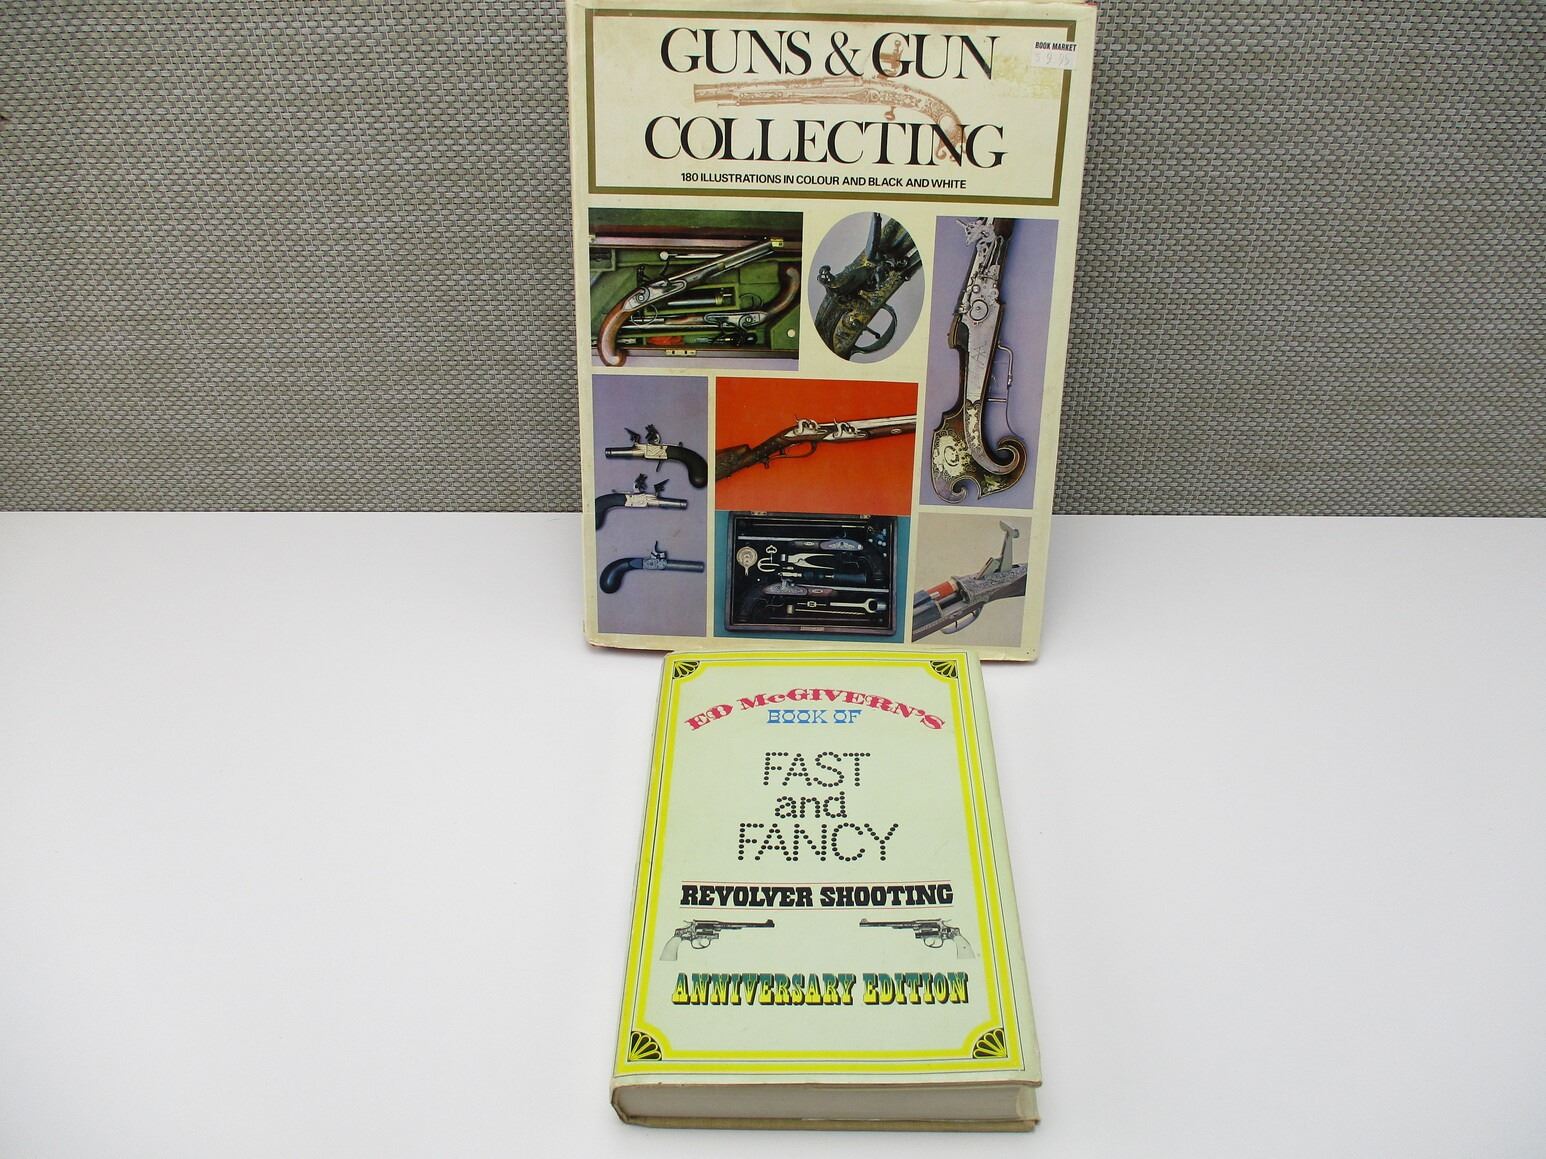 GUNS & GUN
COLLECTING
180 ILLUSTRATIONS IN COLOUR AND BLACK AND WHITE
BOOK MARKET
ED McGIVERN'S
BOOK OF
FAST
and
FANCY
REVOLVER SHOOTING
ANNIVERSARY EDITION